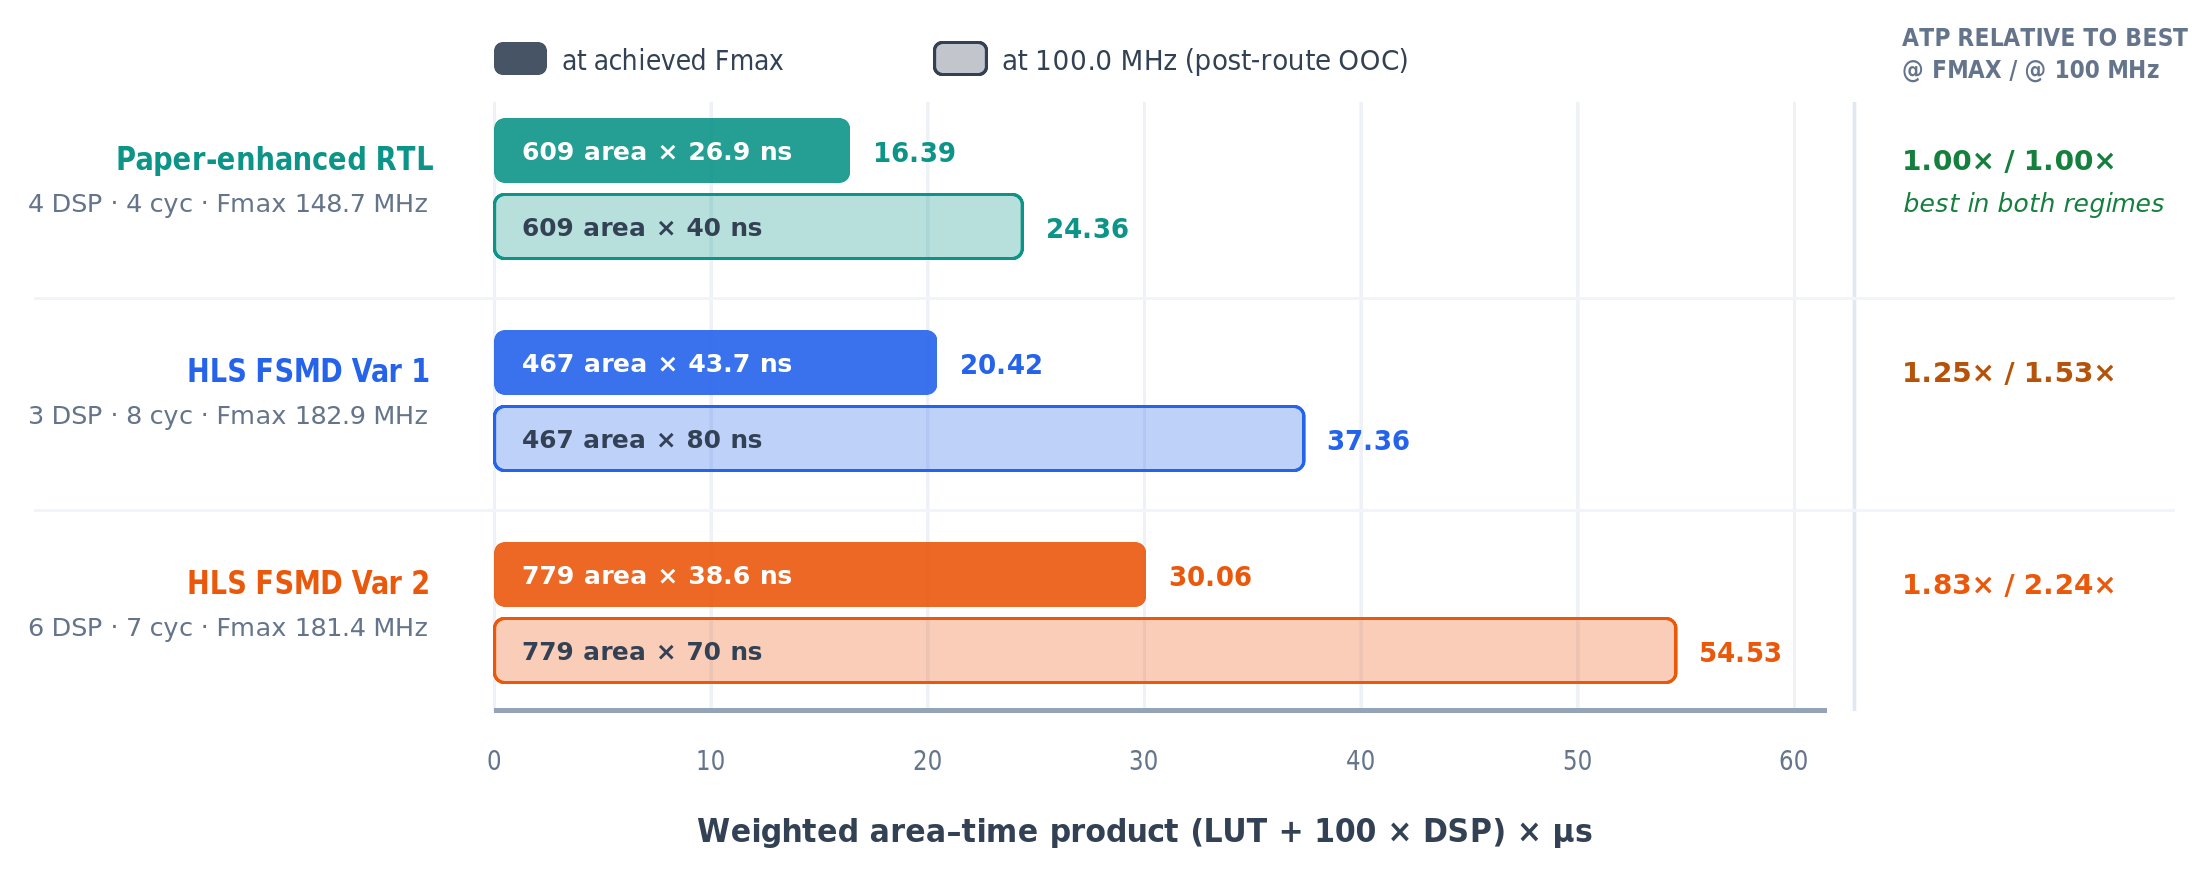 at achieved Fmax
at 100.0 MHz (post-route OOC)
ATP RELATIVE TO BEST
@ FMAX / @ 100 MHz
Paper-enhanced RTL
4 DSP · 4 cyc · Fmax 148.7 MHz
609 area × 26.9 ns
16.39
609 area × 40 ns
24.36
1.00× / 1.00×
best in both regimes
HLS FSMD Var 1
3 DSP · 8 cyc · Fmax 182.9 MHz
467 area × 43.7 ns
20.42
467 area × 80 ns
37.36
1.25× / 1.53×
HLS FSMD Var 2
6 DSP · 7 cyc · Fmax 181.4 MHz
779 area × 38.6 ns
30.06
779 area × 70 ns
54.53
1.83× / 2.24×
0 10 20 30 40 50 60
Weighted area–time product (LUT + 100 × DSP) × µs